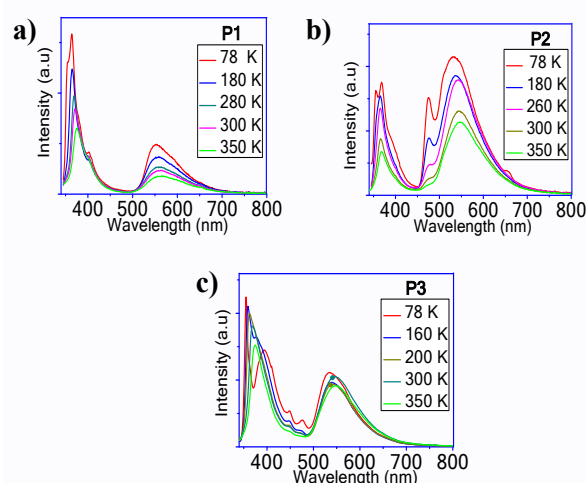 a)
P1
78 K
180 K
280 K
300 K
350 K
Intensity (a.u)
400 500 600 700 800
Wavelength (nm)
b)
P2
78 K
180 K
260 K
300 K
350 K
Intensity (a.u)
400 500 600 700 800
Wavelength (nm)
c)
P3
78 K
160 K
200 K
300 K
350 K
Intensity (a.u)
400 500 600 700 800
Wavelength (nm)